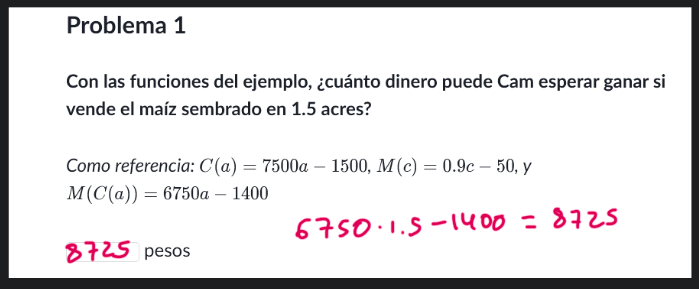 Problema 1
Con las funciones del ejemplo, ¿cuánto dinero puede Cam esperar ganar si
vende el maíz sembrado en 1.5 acres?
Como referencia: C(a) = 7500a − 1500, M(c) = 0.9c − 50, y
M(C(a)) = 6750a − 1400
6750·1.5-1400 = 8725
8725 pesos